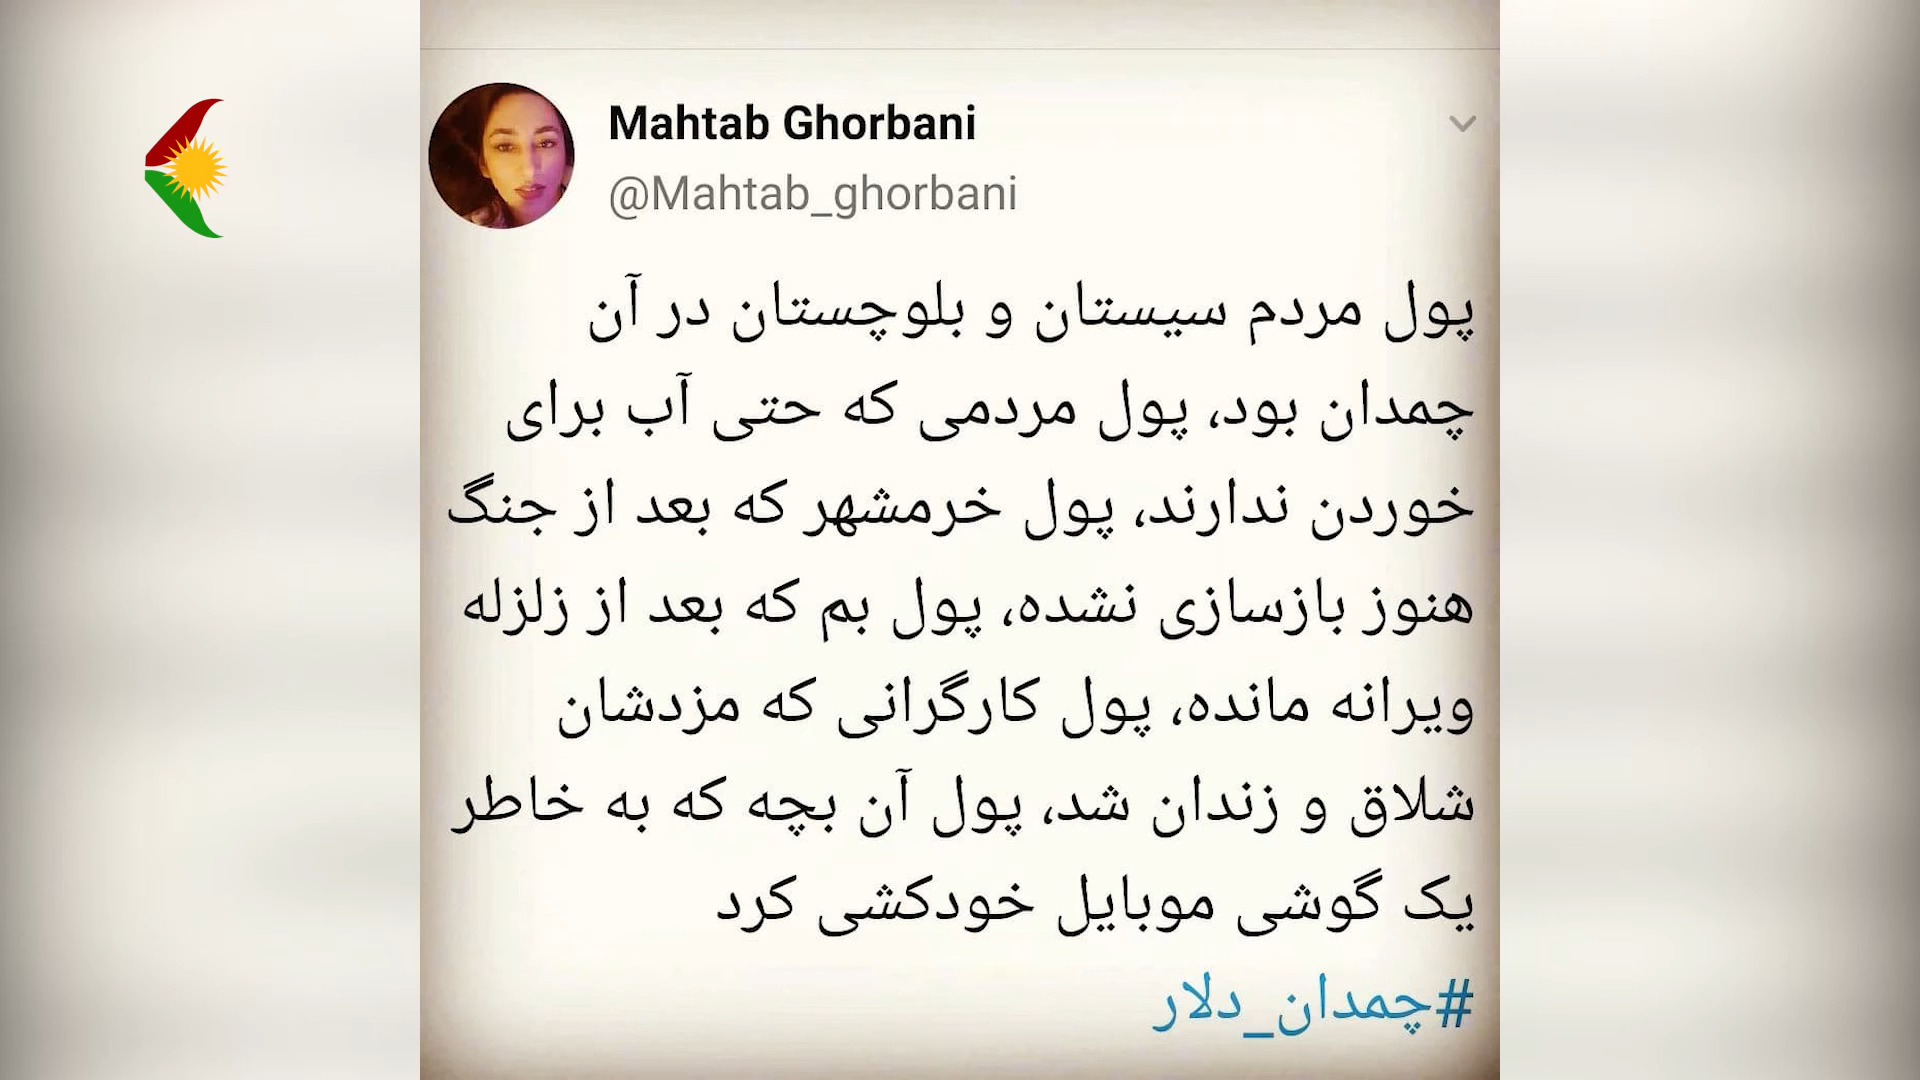 Mahtab Ghorbani
@Mahtab_ghorbani
پول مردم سیستان و بلوچستان در آن
چمدان بود، پول مردمی که حتی آب برای
خوردن ندارند، پول خرمشهر که بعد از جنگ
هنوز بازسازی نشده، پول بم که بعد از زلزله
ویرانه مانده، پول کارگرانی که مزدشان
شلاق و زندان شد، پول آن بچه که به خاطر
یک گوشی موبایل خودکشی کرد
#چمدان_دلار